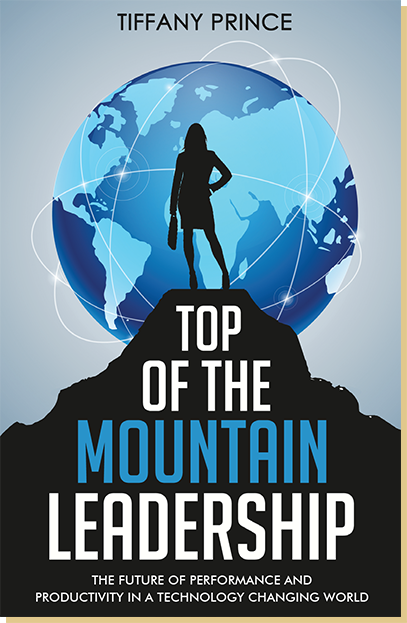 TIFFANY PRINCE
TOP
OF THE
MOUNTAIN
LEADERSHIP
THE FUTURE OF PERFORMANCE AND
PRODUCTIVITY IN A TECHNOLOGY CHANGING WORLD